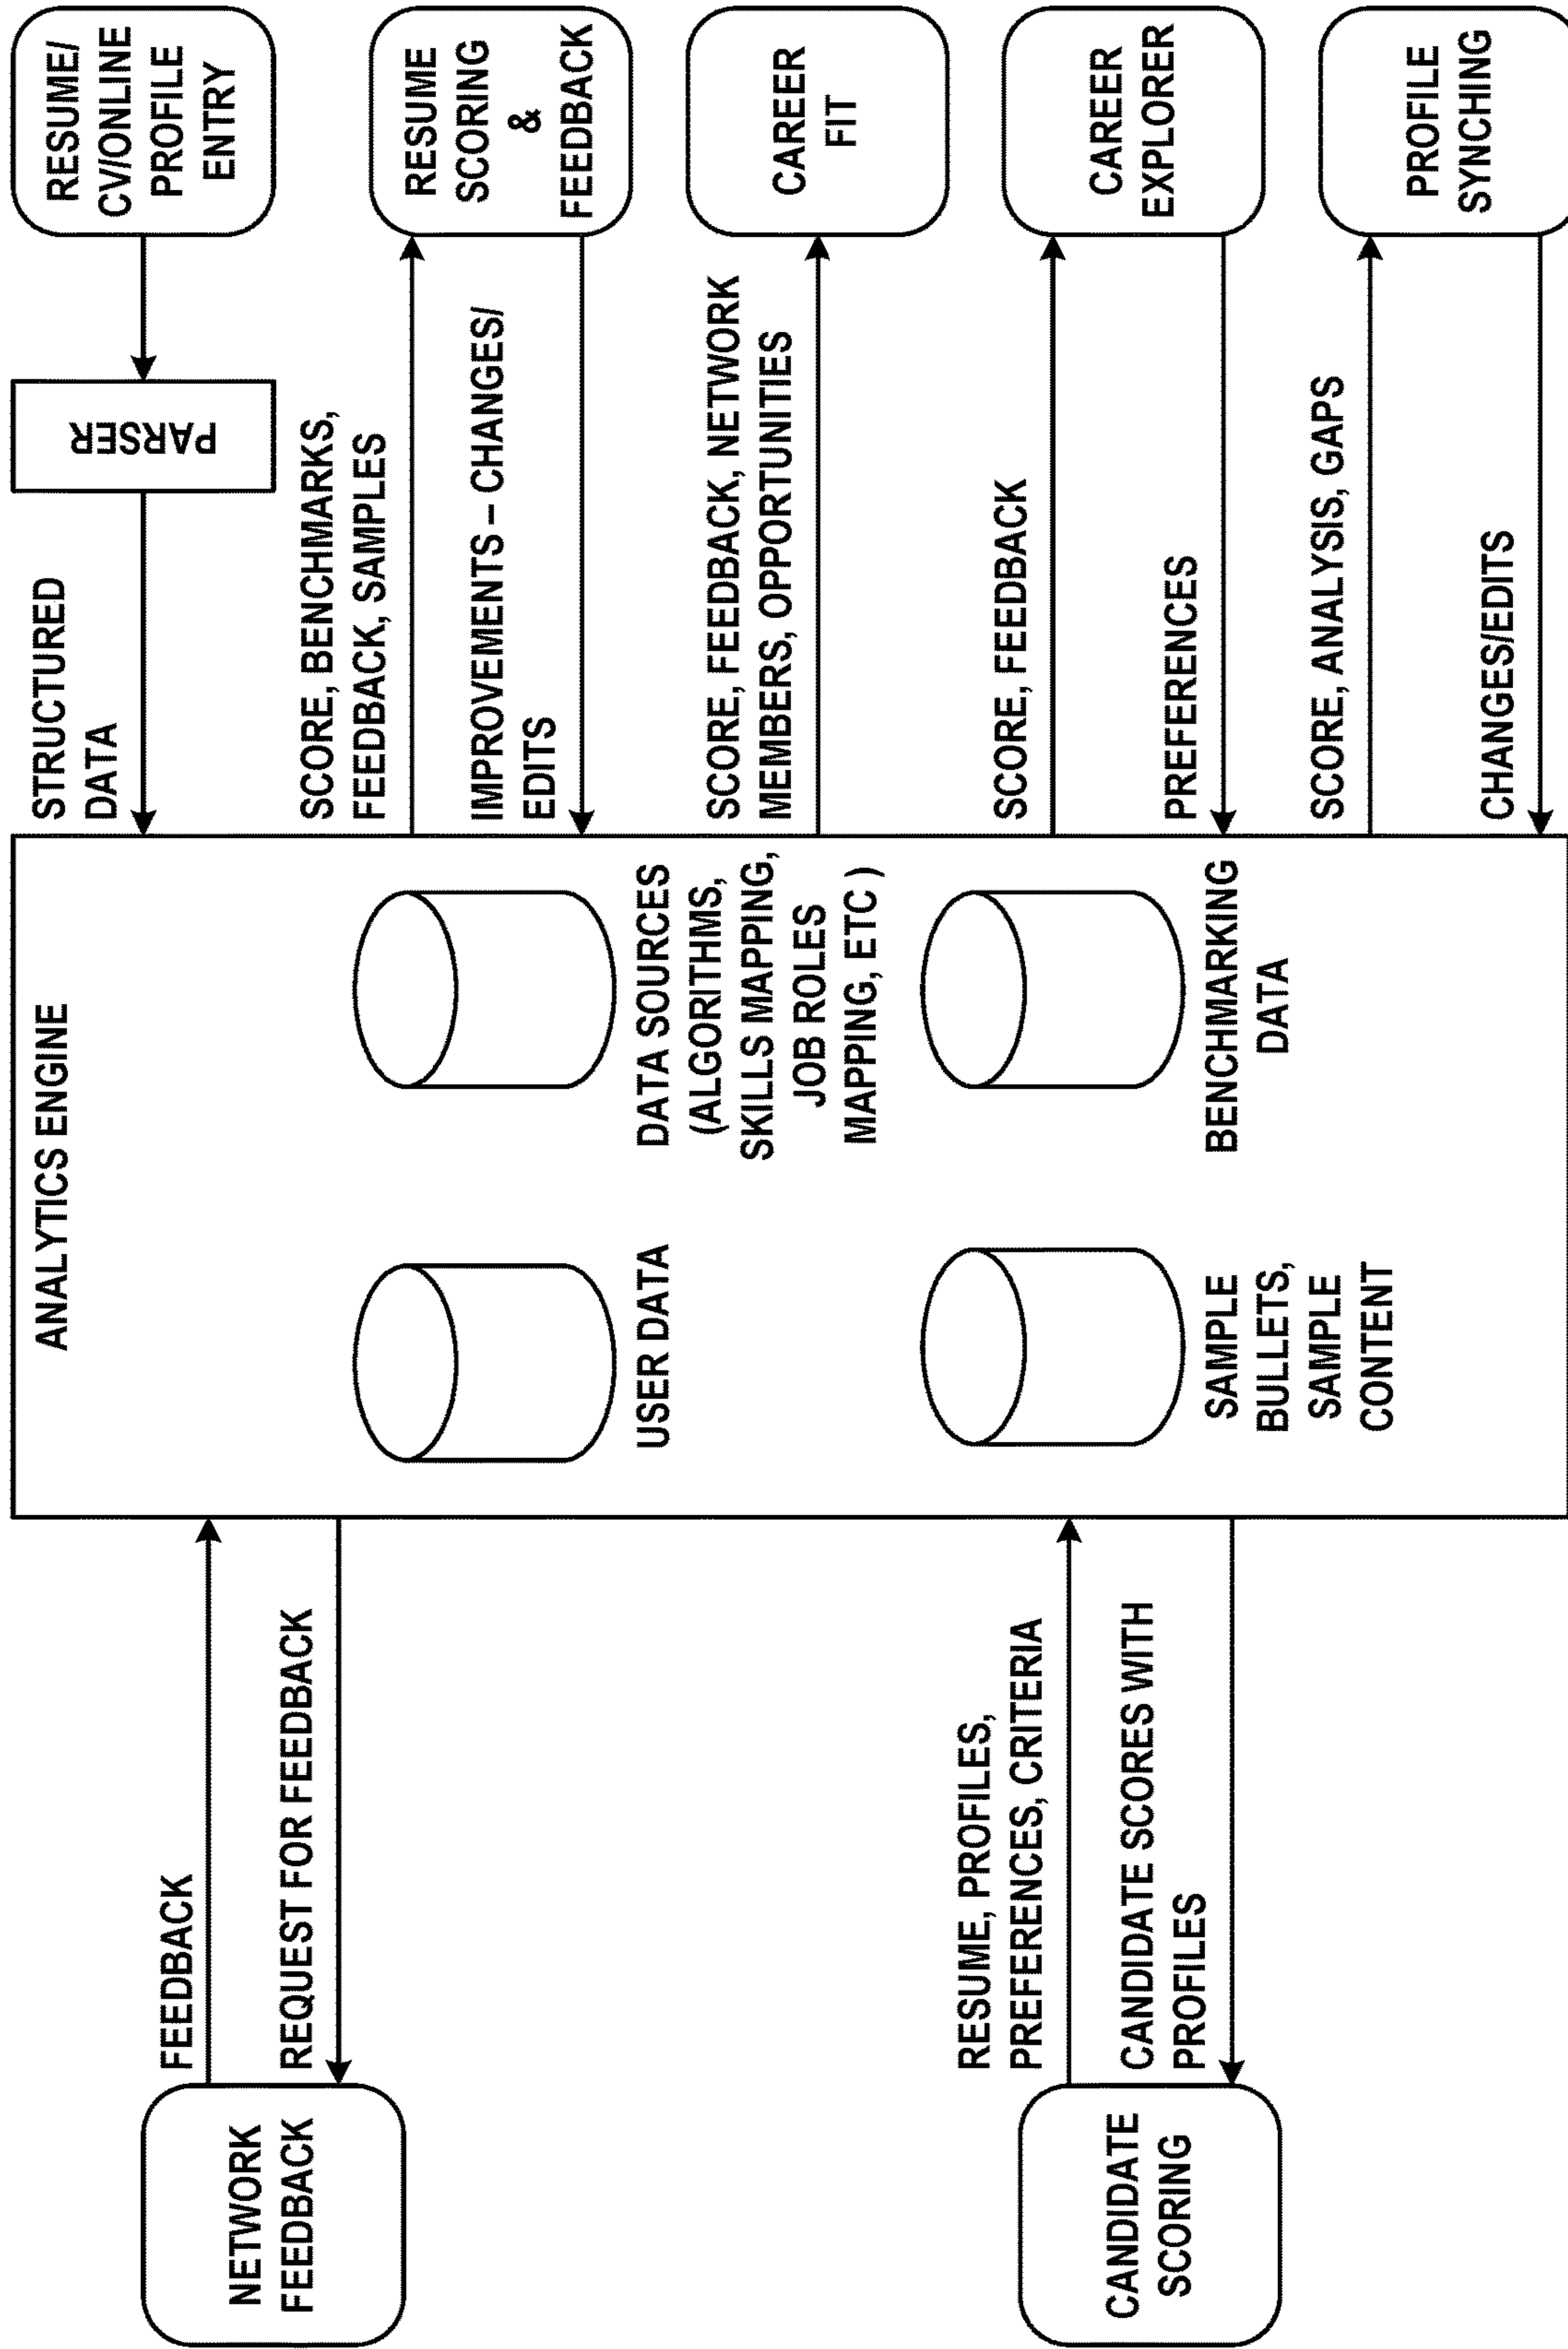 RESUME/
CV/ONLINE
PROFILE
ENTRY
PARSER
STRUCTURED
DATA
RESUME
SCORING
&
FEEDBACK
SCORE, BENCHMARKS,
FEEDBACK, SAMPLES
IMPROVEMENTS – CHANGES/
EDITS
CAREER
FIT
SCORE, FEEDBACK, NETWORK
MEMBERS, OPPORTUNITIES
CAREER
EXPLORER
SCORE, FEEDBACK
PREFERENCES
PROFILE
SYNCHING
SCORE, ANALYSIS, GAPS
CHANGES/EDITS
ANALYTICS ENGINE
USER DATA
DATA SOURCES
(ALGORITHMS,
SKILLS MAPPING,
JOB ROLES
MAPPING, ETC )
SAMPLE
BULLETS,
SAMPLE
CONTENT
BENCHMARKING
DATA
FEEDBACK
REQUEST FOR FEEDBACK
NETWORK
FEEDBACK
RESUME, PROFILES,
PREFERENCES, CRITERIA
CANDIDATE SCORES WITH
PROFILES
CANDIDATE
SCORING